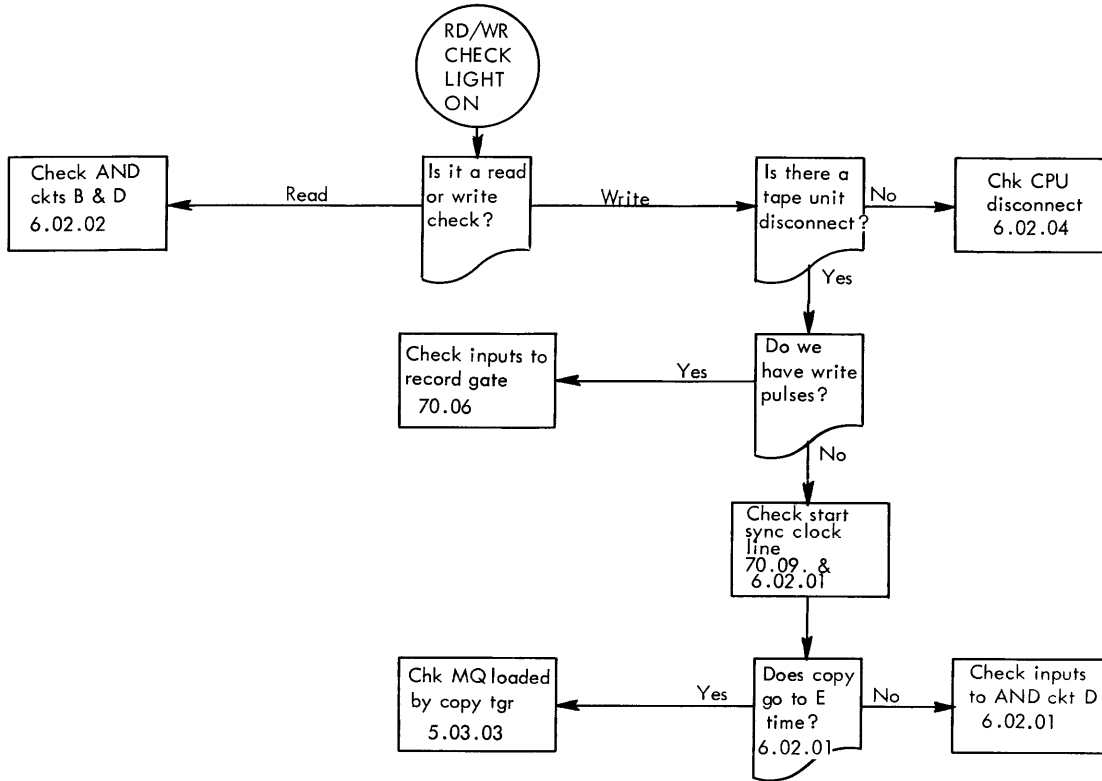 RD/WR
CHECK
LIGHT
ON
Check AND
ckts B & D
6.02.02
Read
Is it a read
or write
check?
Write
Is there a
tape unit
disconnect?
No
Chk CPU
disconnect
6.02.04
Yes
Check inputs to
record gate
70.06
Yes
Do we
have write
pulses?
No
Check start
sync clock
line
70.09. &
6.02.01
Chk MQ loaded
by copy tgr
5.03.03
Yes
Does copy
go to E
time?
6.02.01
No
Check inputs
to AND ckt D
6.02.01